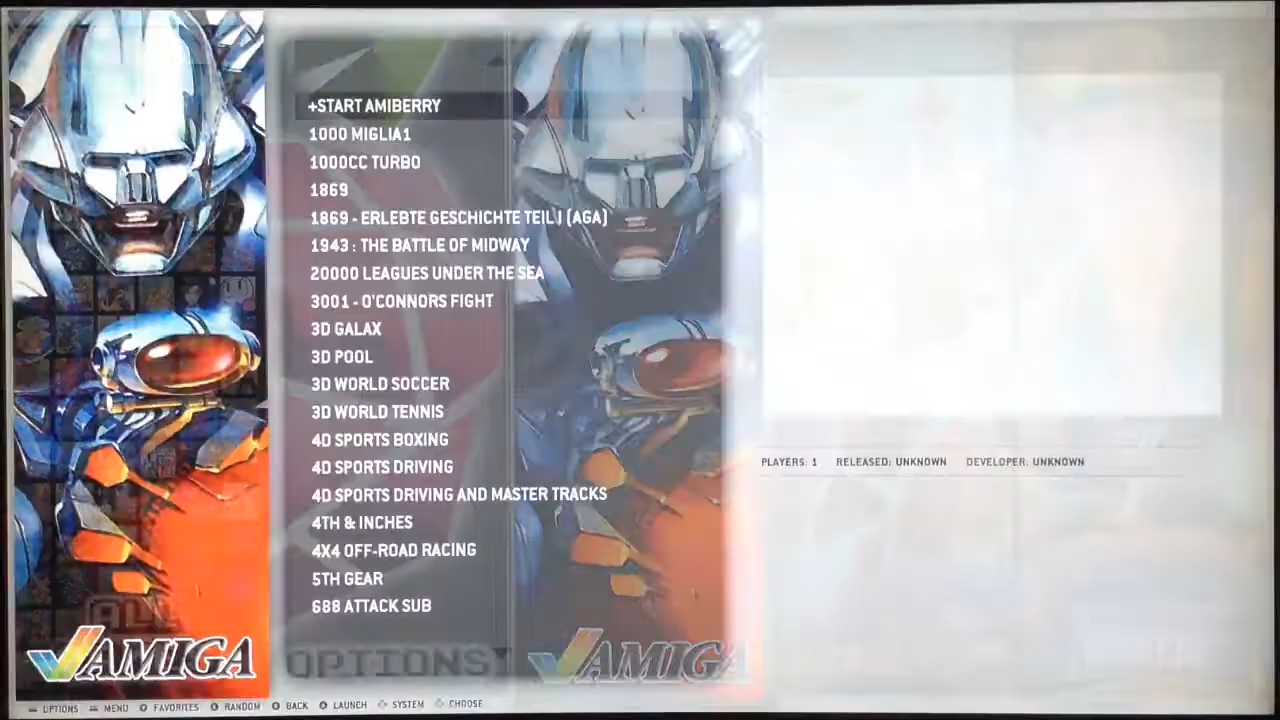 +START AMIBERRY
1000 MIGLIA1
1000CC TURBO
1869
1869 - ERLEBTE GESCHICHTE TEIL I (AGA)
1943 : THE BATTLE OF MIDWAY
20000 LEAGUES UNDER THE SEA
3001 - O'CONNORS FIGHT
3D GALAX
3D POOL
3D WORLD SOCCER
3D WORLD TENNIS
4D SPORTS BOXING
4D SPORTS DRIVING
4D SPORTS DRIVING AND MASTER TRACKS
4TH & INCHES
4X4 OFF-ROAD RACING
5TH GEAR
688 ATTACK SUB
PLAYERS: 1 RELEASED: UNKNOWN DEVELOPER: UNKNOWN
ALL
AMIGA OPTIONS AMIGA
OPTIONS MENU FAVORITES RANDOM BACK LAUNCH SYSTEM CHOOSE